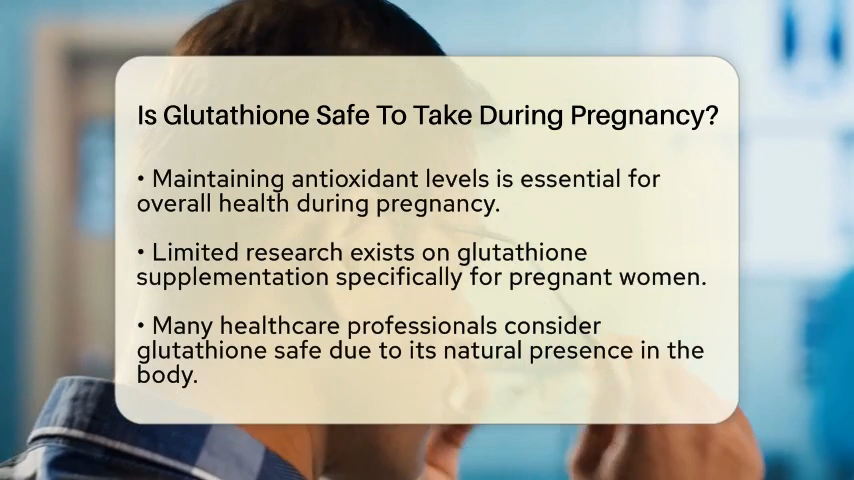 Is Glutathione Safe To Take During Pregnancy?
• Maintaining antioxidant levels is essential for
overall health during pregnancy.
• Limited research exists on glutathione
supplementation specifically for pregnant women.
• Many healthcare professionals consider
glutathione safe due to its natural presence in the
body.